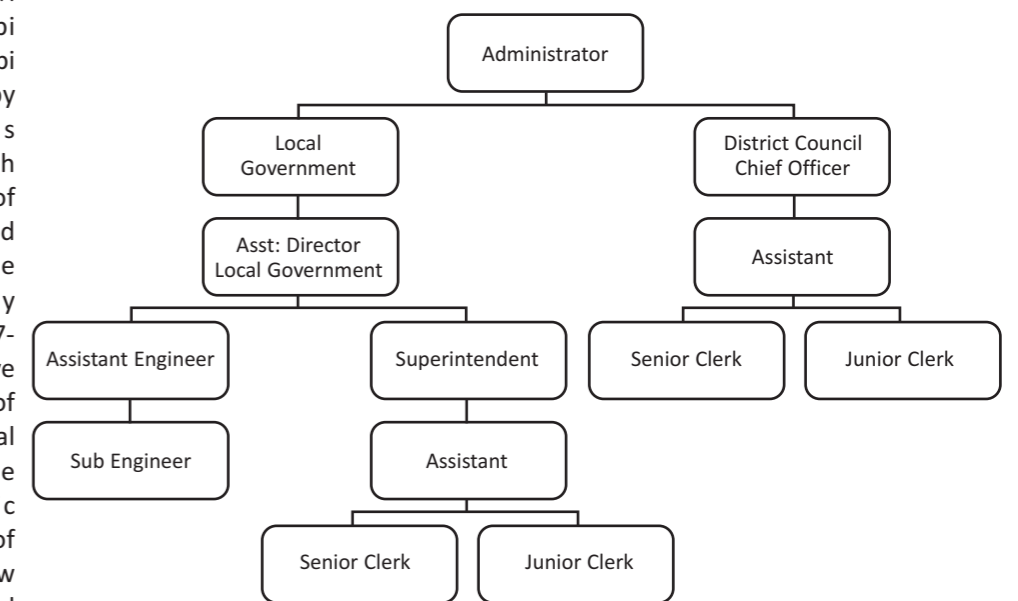 Administrator
Local
Government
District Council
Chief Officer
Asst: Director
Local Government
Assistant
Assistant Engineer
Superintendent
Senior Clerk
Junior Clerk
Sub Engineer
Assistant
Senior Clerk
Junior Clerk